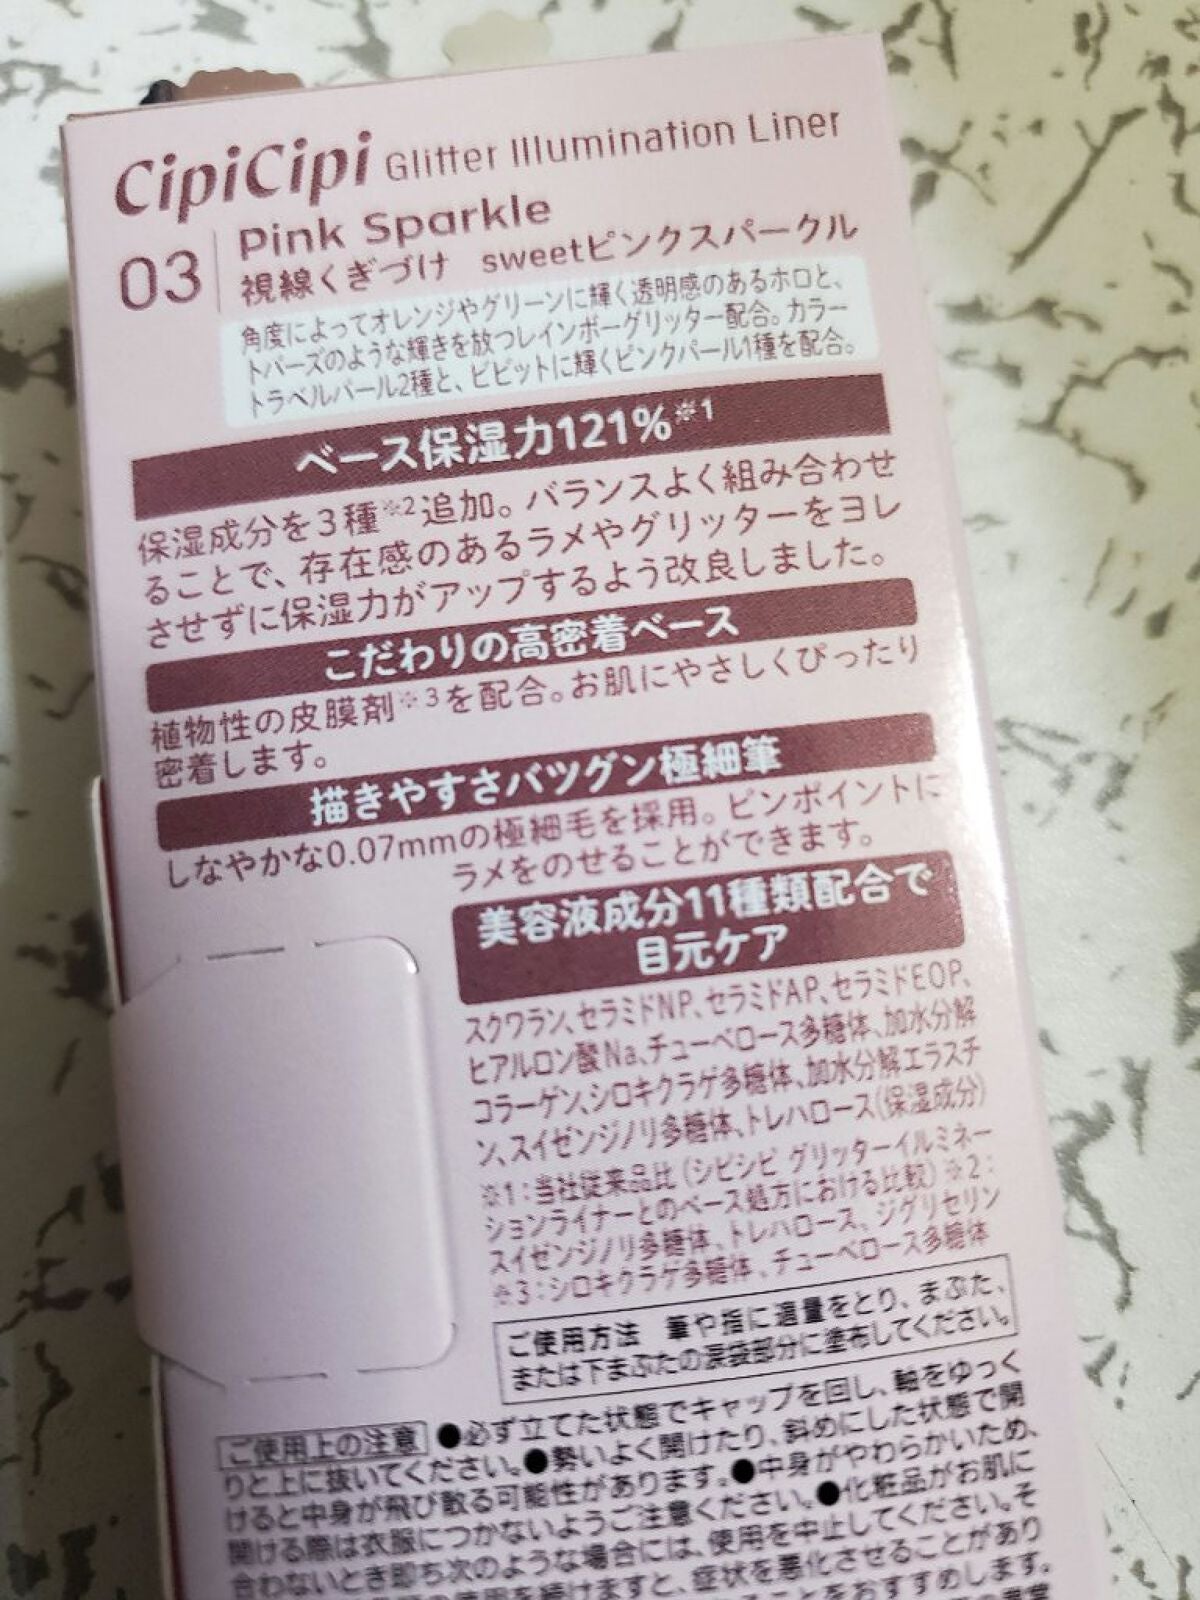 CipiCipi Glitter Illumination Liner
03 Pink Sparkle
視線くぎづけ sweetピンクスパークル
角度によってオレンジやグリーンに輝く透明感のあるホロと、
トパーズのような輝きを放つレインボーグリッター配合。カラー
トラベルパール2種と、ビビットに輝くピンクパール1種を配合。
ベース保湿力121%※1
保湿成分を3種※2追加。バランスよく組み合わせ
ることで、存在感のあるラメやグリッターをヨレ
させずに保湿力がアップするよう改良しました。
こだわりの高密着ベース
植物性の皮膜剤※3を配合。お肌にやさしくぴったり
密着します。
描きやすさバツグン極細筆
しなやかな0.07mmの極細毛を採用。ピンポイントに
ラメをのせることができます。
美容液成分11種類配合で
目元ケア
スクワラン、セラミドNP、セラミドAP、セラミドEOP、
ヒアルロン酸Na、チューベロース多糖体、加水分解
コラーゲン、シロキクラゲ多糖体、加水分解エラスチ
ン、スイゼンジノリ多糖体、トレハロース(保湿成分)
※1:当社従来品比(シピシピ グリッターイルミネー
ションライナーとのベース処方における比較)※2:
スイゼンジノリ多糖体、トレハロース、ジグリセリン
※3:シロキクラゲ多糖体、チューベロース多糖体
ご使用方法 筆や指に適量をとり、まぶた、
または下まぶたの涙袋部分に塗布してください。
ご使用上の注意 ●必ず立てた状態でキャップを回し、軸をゆっく
りと上に抜いてください。●勢いよく開けたり、斜めにした状態で開
けると中身が飛び散る可能性があります。●中身がやわらかいため、
開ける際は衣服につかないようご注意ください。●化粧品がお肌に
合わないとき即ち次のような場合には、使用を中止してください。そ
使用を続けますと、症状を悪化させることがあり
ることをおすすめします。